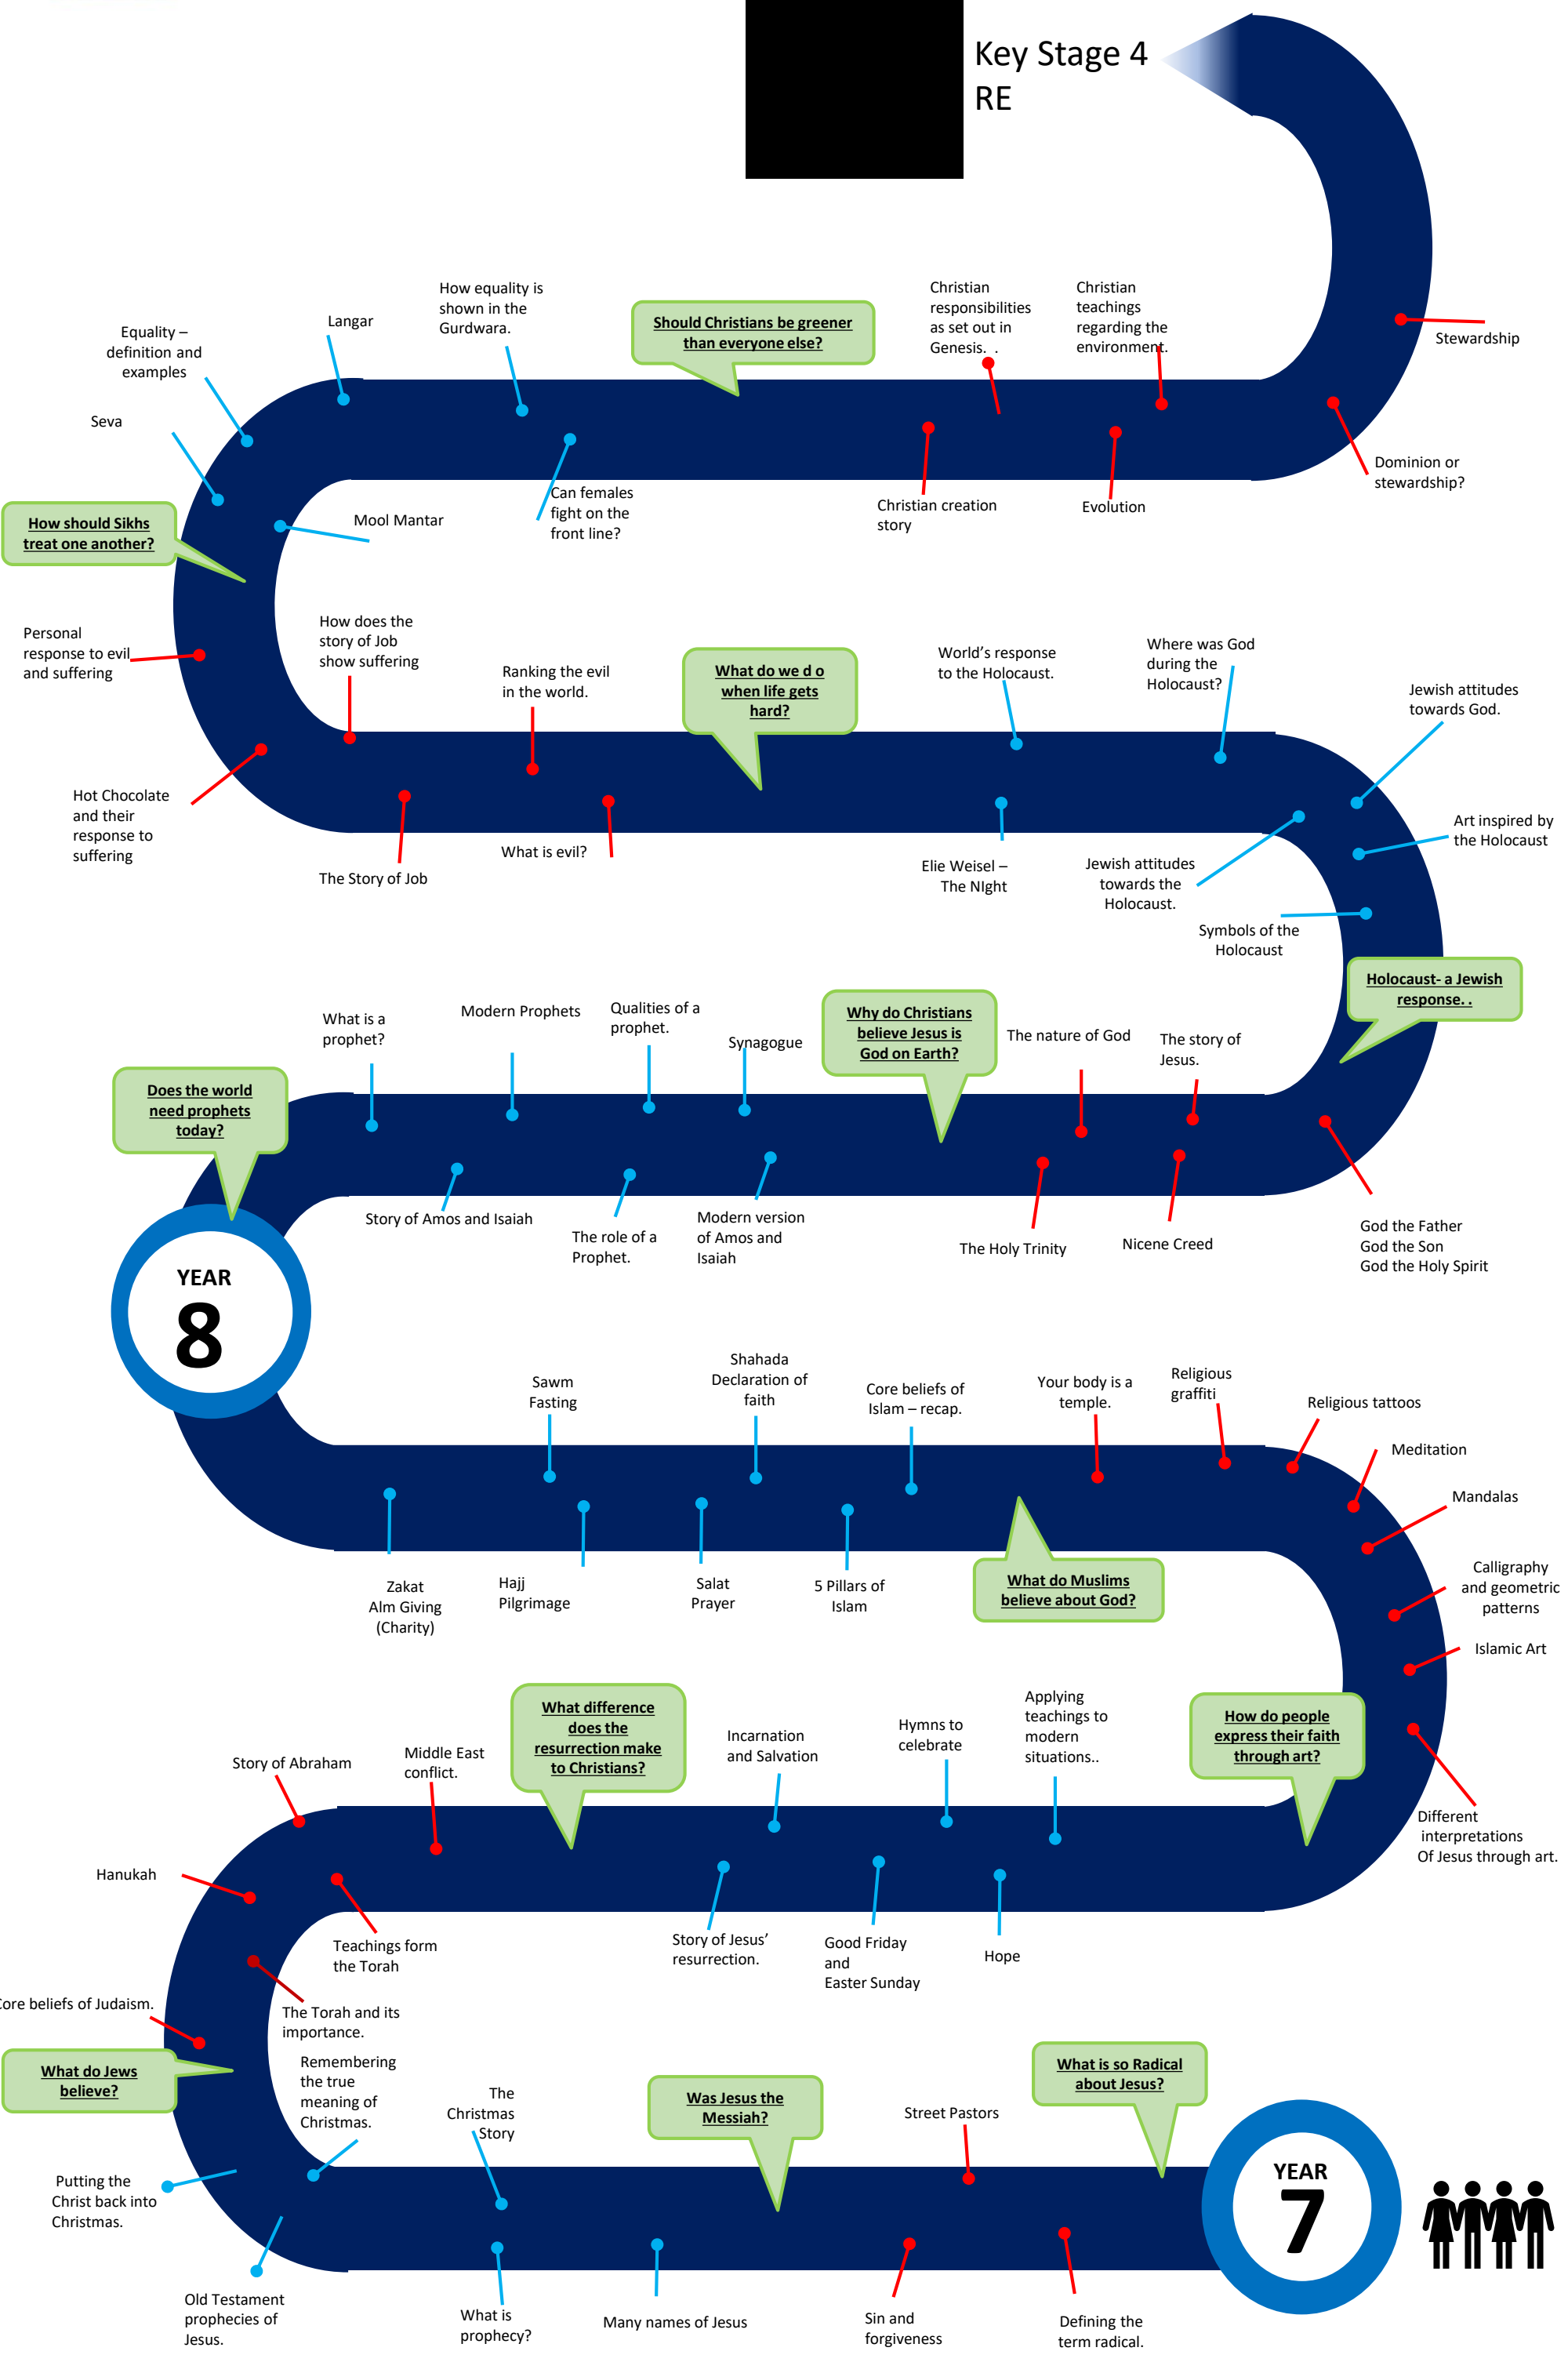 Key Stage 4
RE
How equality is
shown in the
Gurdwara.
Christian
responsibilities
as set out in
Genesis. .
Christian
teachings
regarding the
environment.
Langar
Equality –
definition and
examples
Should Christians be greener
than everyone else?
Stewardship
Seva
Dominion or
stewardship?
Can females
fight on the
front line?
Christian creation
story
Evolution
Mool Mantar
How should Sikhs
treat one another?
Personal
response to evil
and suffering
How does the
story of Job
show suffering
Ranking the evil
in the world.
What do we d o
when life gets
hard?
World's response
to the Holocaust.
Where was God
during the
Holocaust?
Jewish attitudes
towards God.
Hot Chocolate
and their
response to
suffering
The Story of Job
What is evil?
Elie Weisel –
The NIght
Jewish attitudes
towards the
Holocaust.
Art inspired by
the Holocaust
Symbols of the
Holocaust
Holocaust- a Jewish
response. .
What is a
prophet?
Modern Prophets
Qualities of a
prophet.
Synagogue
Why do Christians
believe Jesus is
God on Earth?
The nature of God
The story of
Jesus.
Does the world
need prophets
today?
Story of Amos and Isaiah
The role of a
Prophet.
Modern version
of Amos and
Isaiah
The Holy Trinity
Nicene Creed
God the Father
God the Son
God the Holy Spirit
YEAR
8
Sawm
Fasting
Shahada
Declaration of
faith
Core beliefs of
Islam – recap.
Your body is a
temple.
Religious
graffiti
Religious tattoos
Meditation
Mandalas
Calligraphy
and geometric
patterns
Islamic Art
Zakat
Alm Giving
(Charity)
Hajj
Pilgrimage
Salat
Prayer
5 Pillars of
Islam
What do Muslims
believe about God?
What difference
does the
resurrection make
to Christians?
Incarnation
and Salvation
Hymns to
celebrate
Applying
teachings to
modern
situations..
How do people
express their faith
through art?
Story of Abraham
Middle East
conflict.
Different
interpretations
Of Jesus through art.
Hanukah
Teachings form
the Torah
Story of Jesus'
resurrection.
Good Friday
and
Easter Sunday
Hope
Core beliefs of Judaism.
The Torah and its
importance.
What do Jews
believe?
Remembering
the true
meaning of
Christmas.
The
Christmas
Story
Was Jesus the
Messiah?
Street Pastors
What is so Radical
about Jesus?
YEAR
7
Putting the
Christ back into
Christmas.
Old Testament
prophecies of
Jesus.
What is
prophecy?
Many names of Jesus
Sin and
forgiveness
Defining the
term radical.